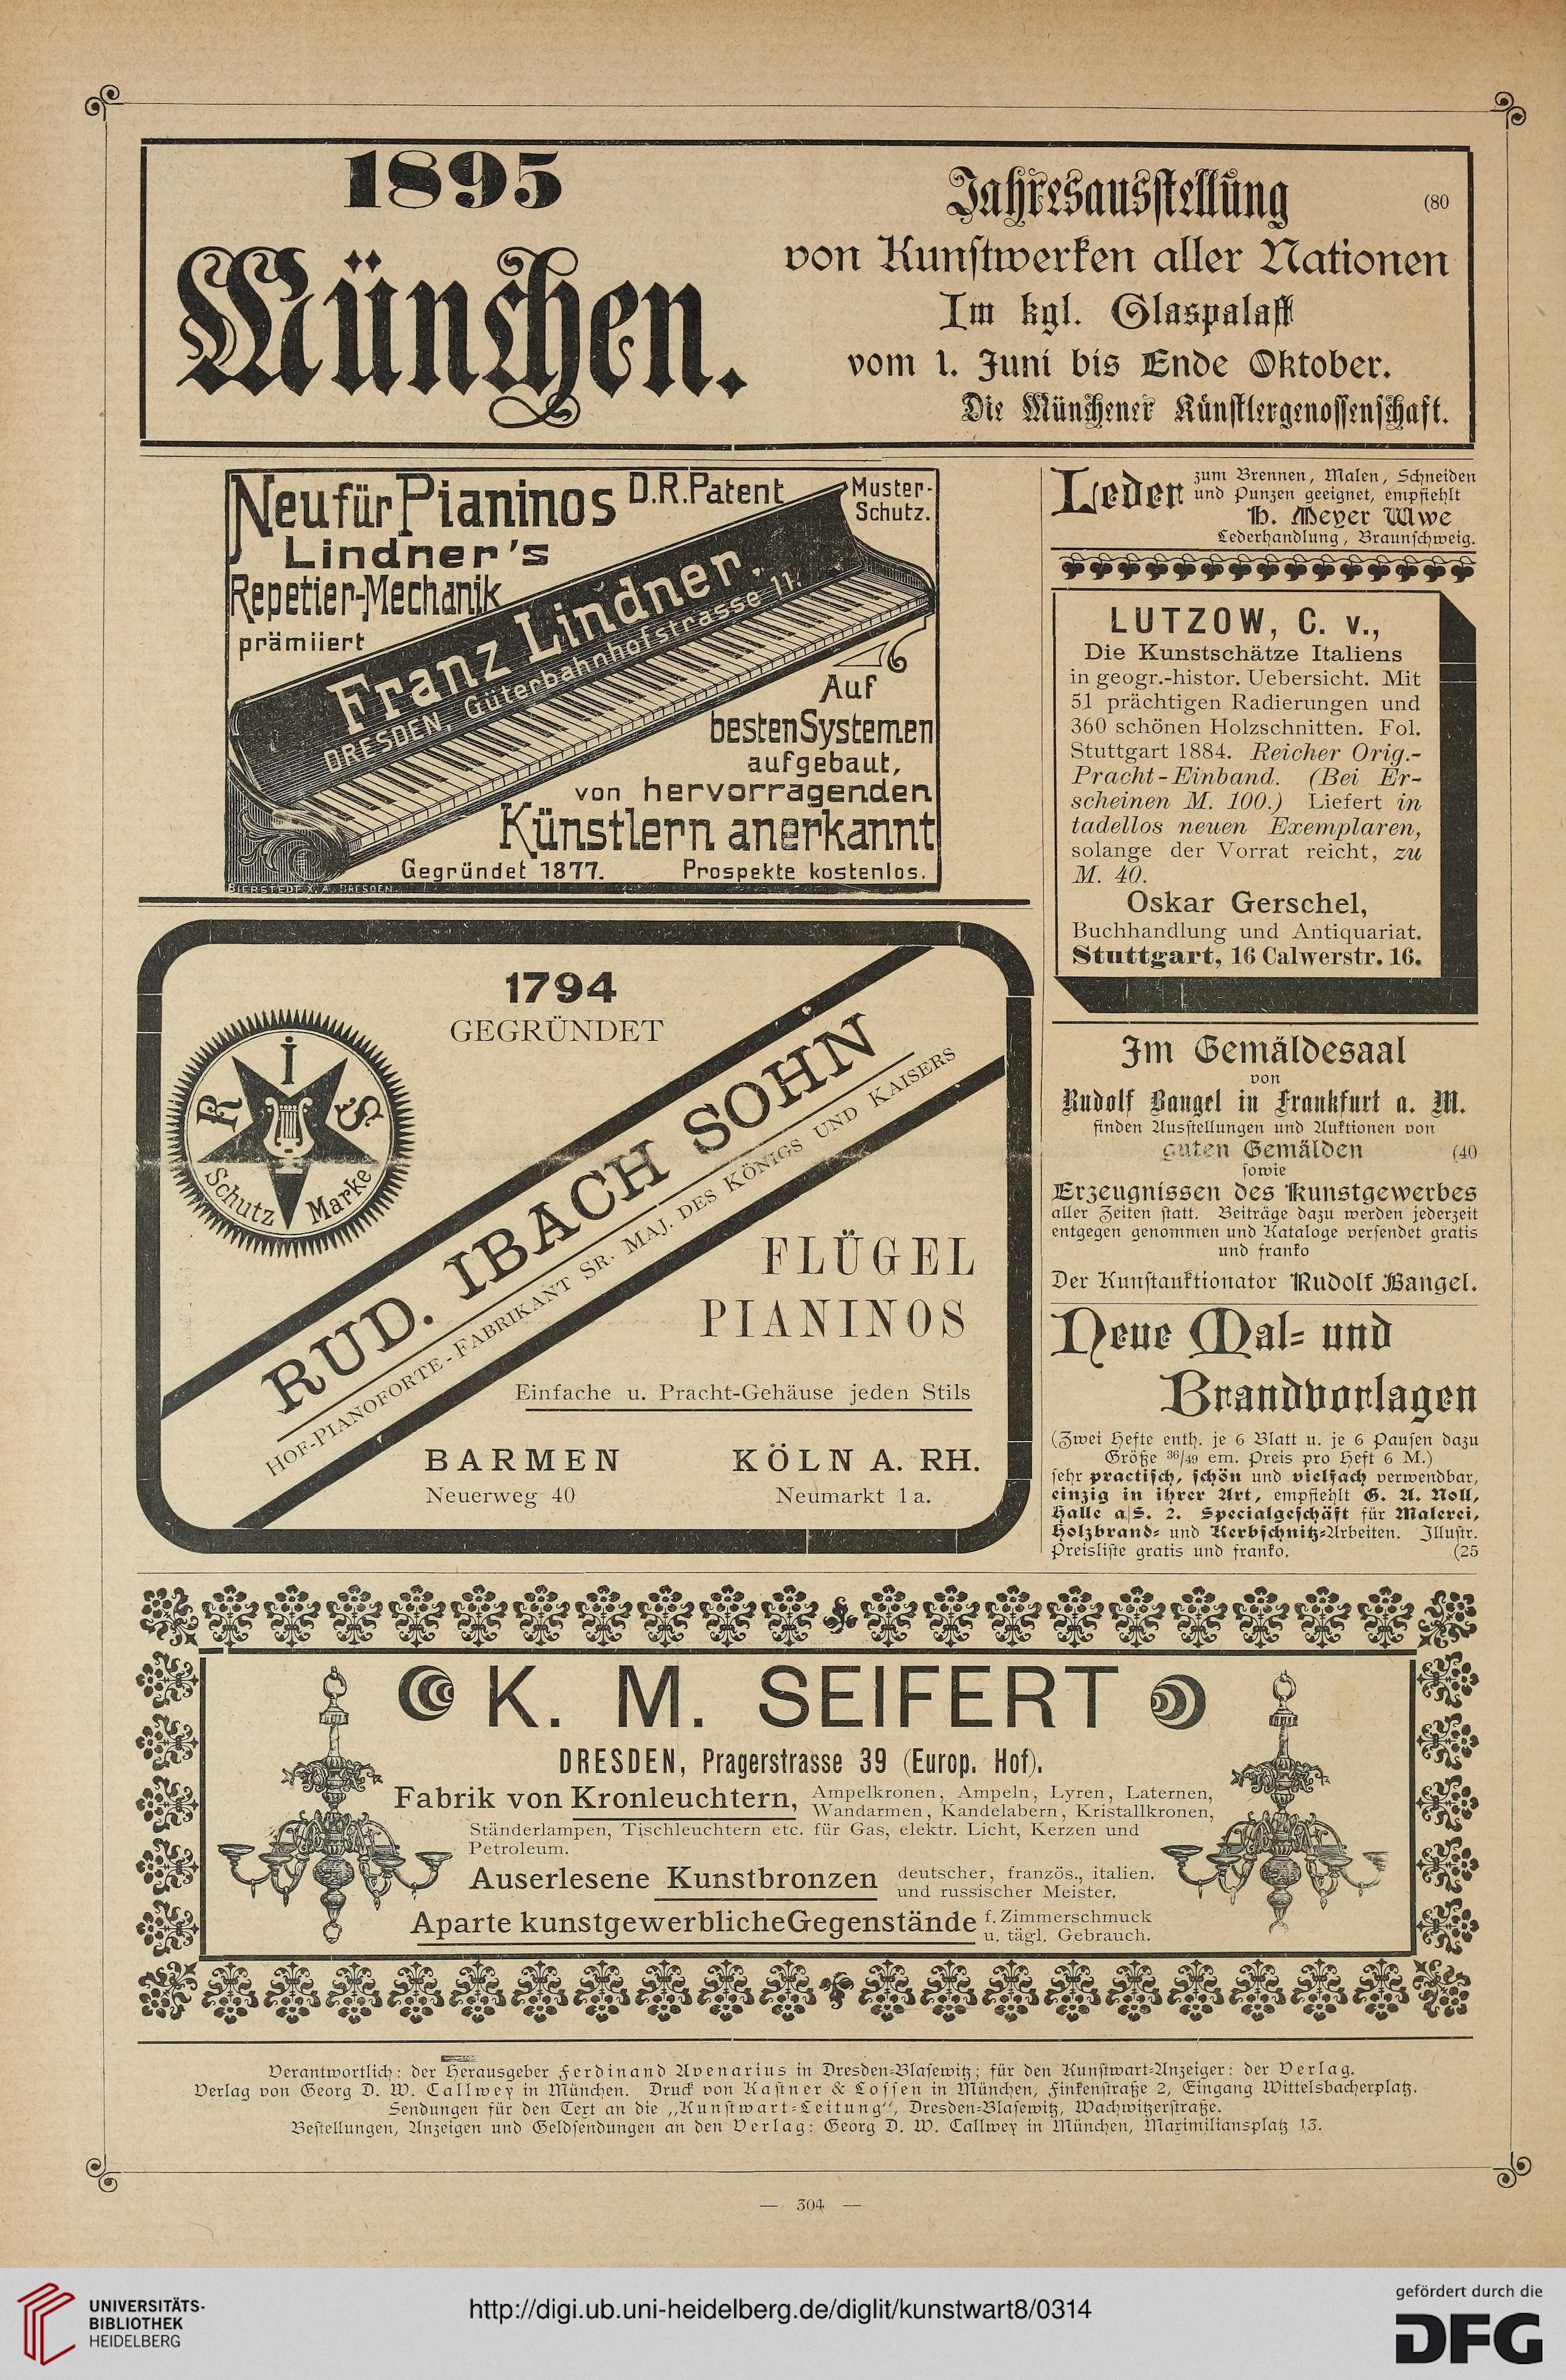 1895
München.
Jahresausstellung
(80
von Kunstwerken aller Nationen
Im kgl. Glaspalast
vom 1. Juni bis Ende Oktober.
Die Münchener Künstlergenossenschaft.
Neu für Pianinos D.R.Patent
Muster-
Schutz.
Lindner's
Repetier-Mechanik
prämiiert
Franz Lindner.
DRESDEN, Güterbahnhofstrasse 11.
Auf
besten Systemen
aufgebaut,
von hervorragenden
Künstlern anerkannt
Gegründet 1877. Prospekte kostenlos.
BIERSTEDT X.A. DRESDEN.
1794
GEGRÜNDET
IRIS
Schutz Marke
RUD. IBACH SOHN
HOF-PIANOFORTE-FABRIKANT SR. MAJ. DES KÖNIGS UND KAISERS
FLÜGEL
PIANINOS
Einfache u. Pracht-Gehäuse jeden Stils
BARMEN KÖLN A. RH.
Neuerweg 40 Neumarkt 1a.
Leder zum Brennen, Malen, Schneiden
und Punzen geeignet, empfiehlt
H. Meyer Wwe
Lederhandlung, Braunschweig.
LUTZOW, C. v.,
Die Kunstschätze Italiens
in geogr.-histor. Uebersicht. Mit
51 prächtigen Radierungen und
360 schönen Holzschnitten. Fol.
Stuttgart 1884. Reicher Orig.-
Pracht-Einband. (Bei Er-
scheinen M. 100.) Liefert in
tadellos neuen Exemplaren,
solange der Vorrat reicht, zu
M. 40.
Oskar Gerschel,
Buchhandlung und Antiquariat.
Stuttgart, 16 Calwerstr. 16.
Im Gemäldesaal
von
Rudolf Bangel in Frankfurt a. M.
finden Ausstellungen und Auktionen von
guten Gemälden (40
sowie
Erzeugnissen des Kunstgewerbes
aller Zeiten statt. Beiträge dazu werden jederzeit
entgegen genommen und Kataloge versendet gratis
und franko
Der Kunstauktionator Rudolf Bangel.
Neue Mal- und
Brandvorlagen
(Zwei Hefte enth. je 6 Blatt u. je 6 Pausen dazu
Größe 36/49 em. Preis pro Heft 6 M.)
sehr practisch, schön und vielfach verwendbar,
einzig in ihrer Art, empfiehlt G. A. Noll,
Halle a/S. 2. Specialgeschäft für Malerei,
Holzbrand- und Kerbschnitz-Arbeiten. Illustr.
Preisliste gratis und franko. (25
K. M. SEIFERT
DRESDEN, Pragerstrasse 39 (Europ. Hof).
Fabrik von Kronleuchtern, Ampelkronen, Ampeln, Lyren, Laternen,
Wandarmen, Kandelabern, Kristallkronen,
Ständerlampen, Tischleuchtern etc. für Gas, elektr. Licht, Kerzen und
Petroleum.
Auserlesene Kunstbronzen deutscher, französ., italien.
und russischer Meister.
Aparte kunstgewerbliche Gegenstände f. Zimmerschmuck
u. tägl. Gebrauch.
Verantwortlich: der Herausgeber Ferdinand Avenarius in Dresden-Blasewitz; für den Kunstwart-Anzeiger: der Verlag.
Verlag von Georg D. W. Callwey in München. Druck von Kastner & Lossen in München, Finkenstraße 2, Eingang Wittelsbacherplatz.
Sendungen für den Text an die „Kunstwart-Leitung“, Dresden-Blasewitz, Wachwitzerstraße.
Bestellungen, Anzeigen und Geldsendungen an den Verlag: Georg D. W. Callwey in München, Maximiliansplatz 13.
— 304 —
UNIVERSITÄTS-
BIBLIOTHEK
HEIDELBERG
http://digi.ub.uni-heidelberg.de/diglit/kunstwart8/0314
gefördert durch die
DFG